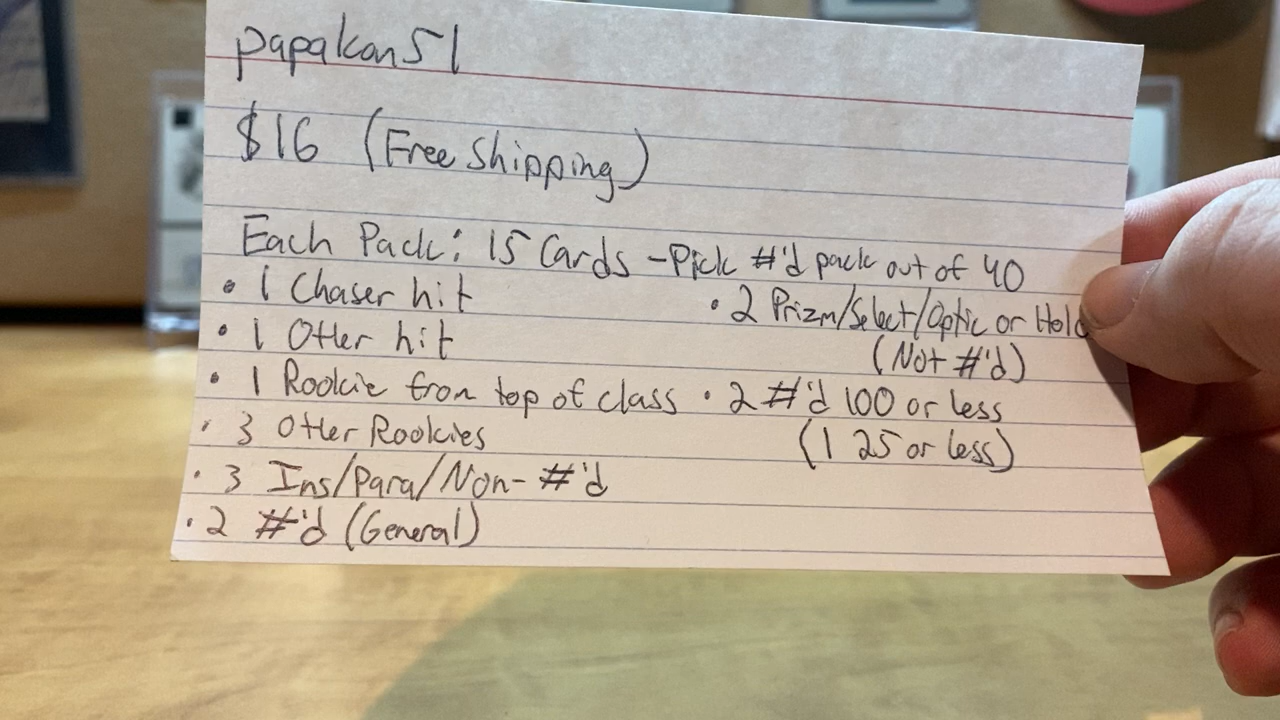 papakan51
$16 (Free Shipping)
Each Pack: 15 Cards - Pick #'d pack out of 40
• 1 Chaser hit
• 1 Other hit
• 1 Rookie from top of class
• 3 Other Rookies
• 3 Ins/Para/Non-#'d
• 2 #'d (General)
• 2 Prizm/Select/Optic or Holo
(Not #'d)
• 2 #'d 100 or less
(1 25 or less)